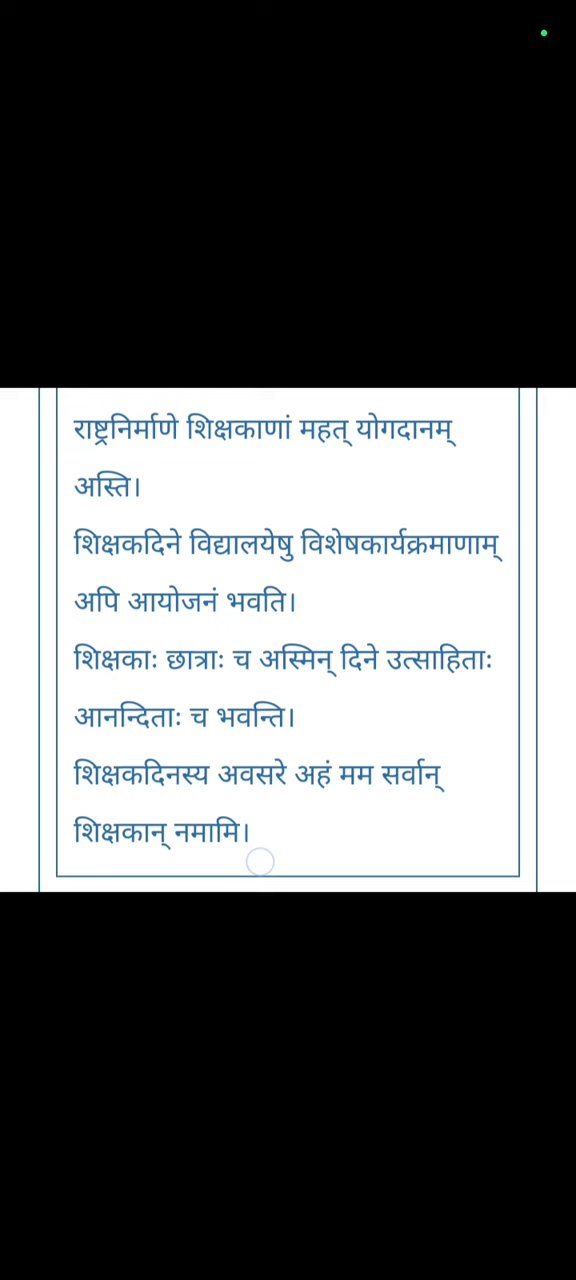 राष्ट्रनिर्माणे शिक्षकाणां महत् योगदानम्
अस्ति।
शिक्षकदिने विद्यालयेषु विशेषकार्यक्रमाणाम्
अपि आयोजनं भवति।
शिक्षकाः छात्राः च अस्मिन् दिने उत्साहिताः
आनन्दिताः च भवन्ति।
शिक्षकदिनस्य अवसरे अहं मम सर्वान्
शिक्षकान् नमामि।